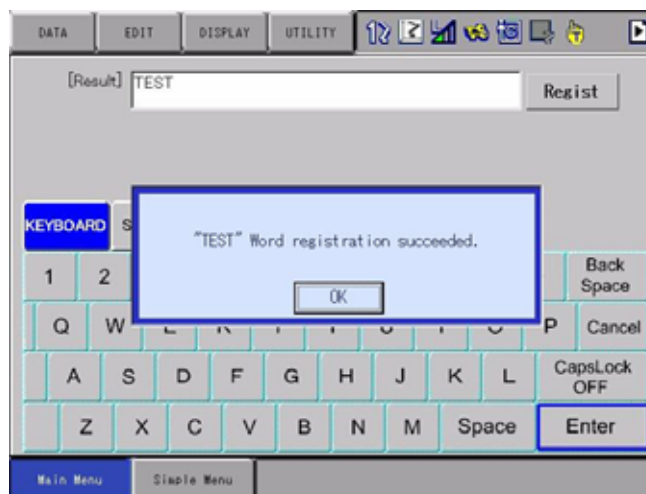 DATA EDIT DISPLAY UTILITY
[Result] TEST Regist
KEYBOARD S
"TEST" Word registration succeeded.
OK
1 2 Back Space
Q W P Cancel
A S D F G H J K L CapsLock OFF
Z X C V B N M Space Enter
Main Menu Simple Menu